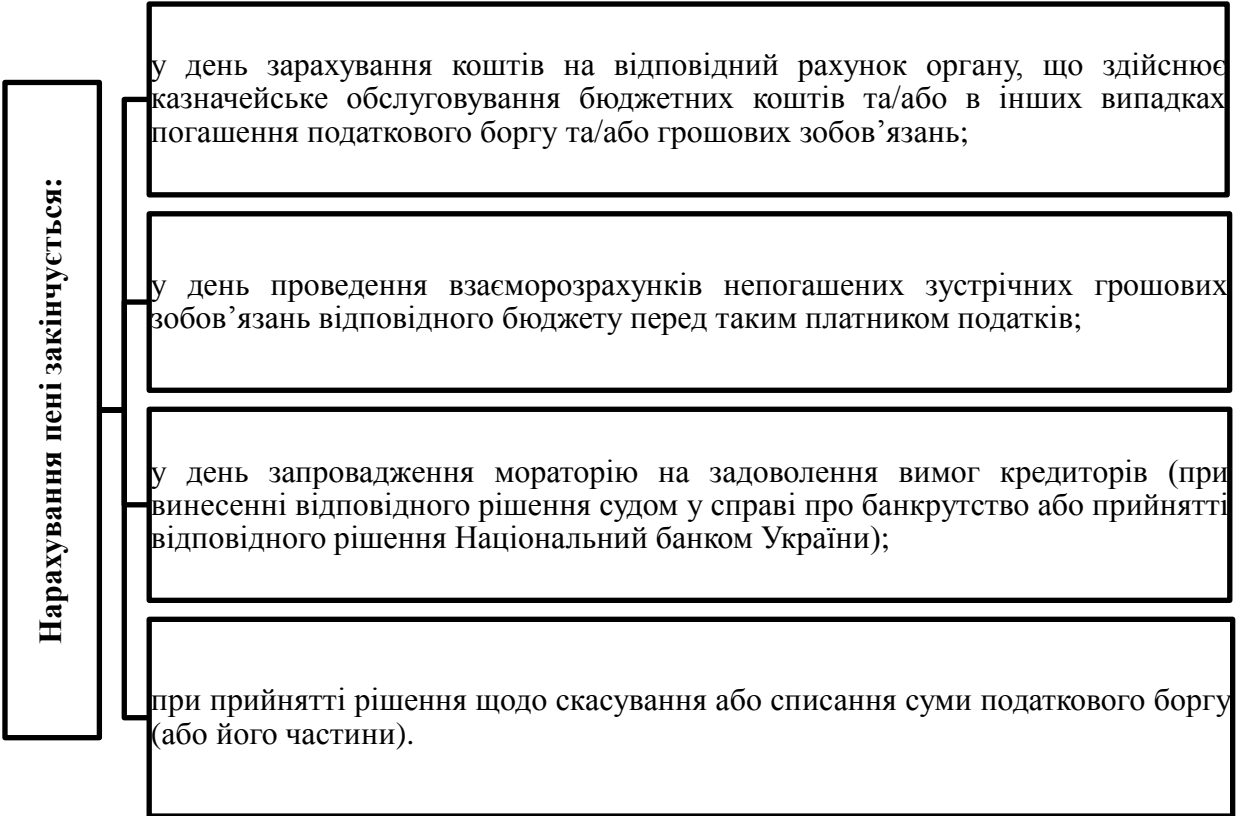 Нарахування пені закінчується:
у день зарахування коштів на відповідний рахунок органу, що здійснює
казначейське обслуговування бюджетних коштів та/або в інших випадках
погашення податкового боргу та/або грошових зобов’язань;
у день проведення взаєморозрахунків непогашених зустрічних грошових
зобов’язань відповідного бюджету перед таким платником податків;
у день запровадження мораторію на задоволення вимог кредиторів (при
винесенні відповідного рішення судом у справі про банкрутство або прийнятті
відповідного рішення Національний банком України);
при прийнятті рішення щодо скасування або списання суми податкового боргу
(або його частини).